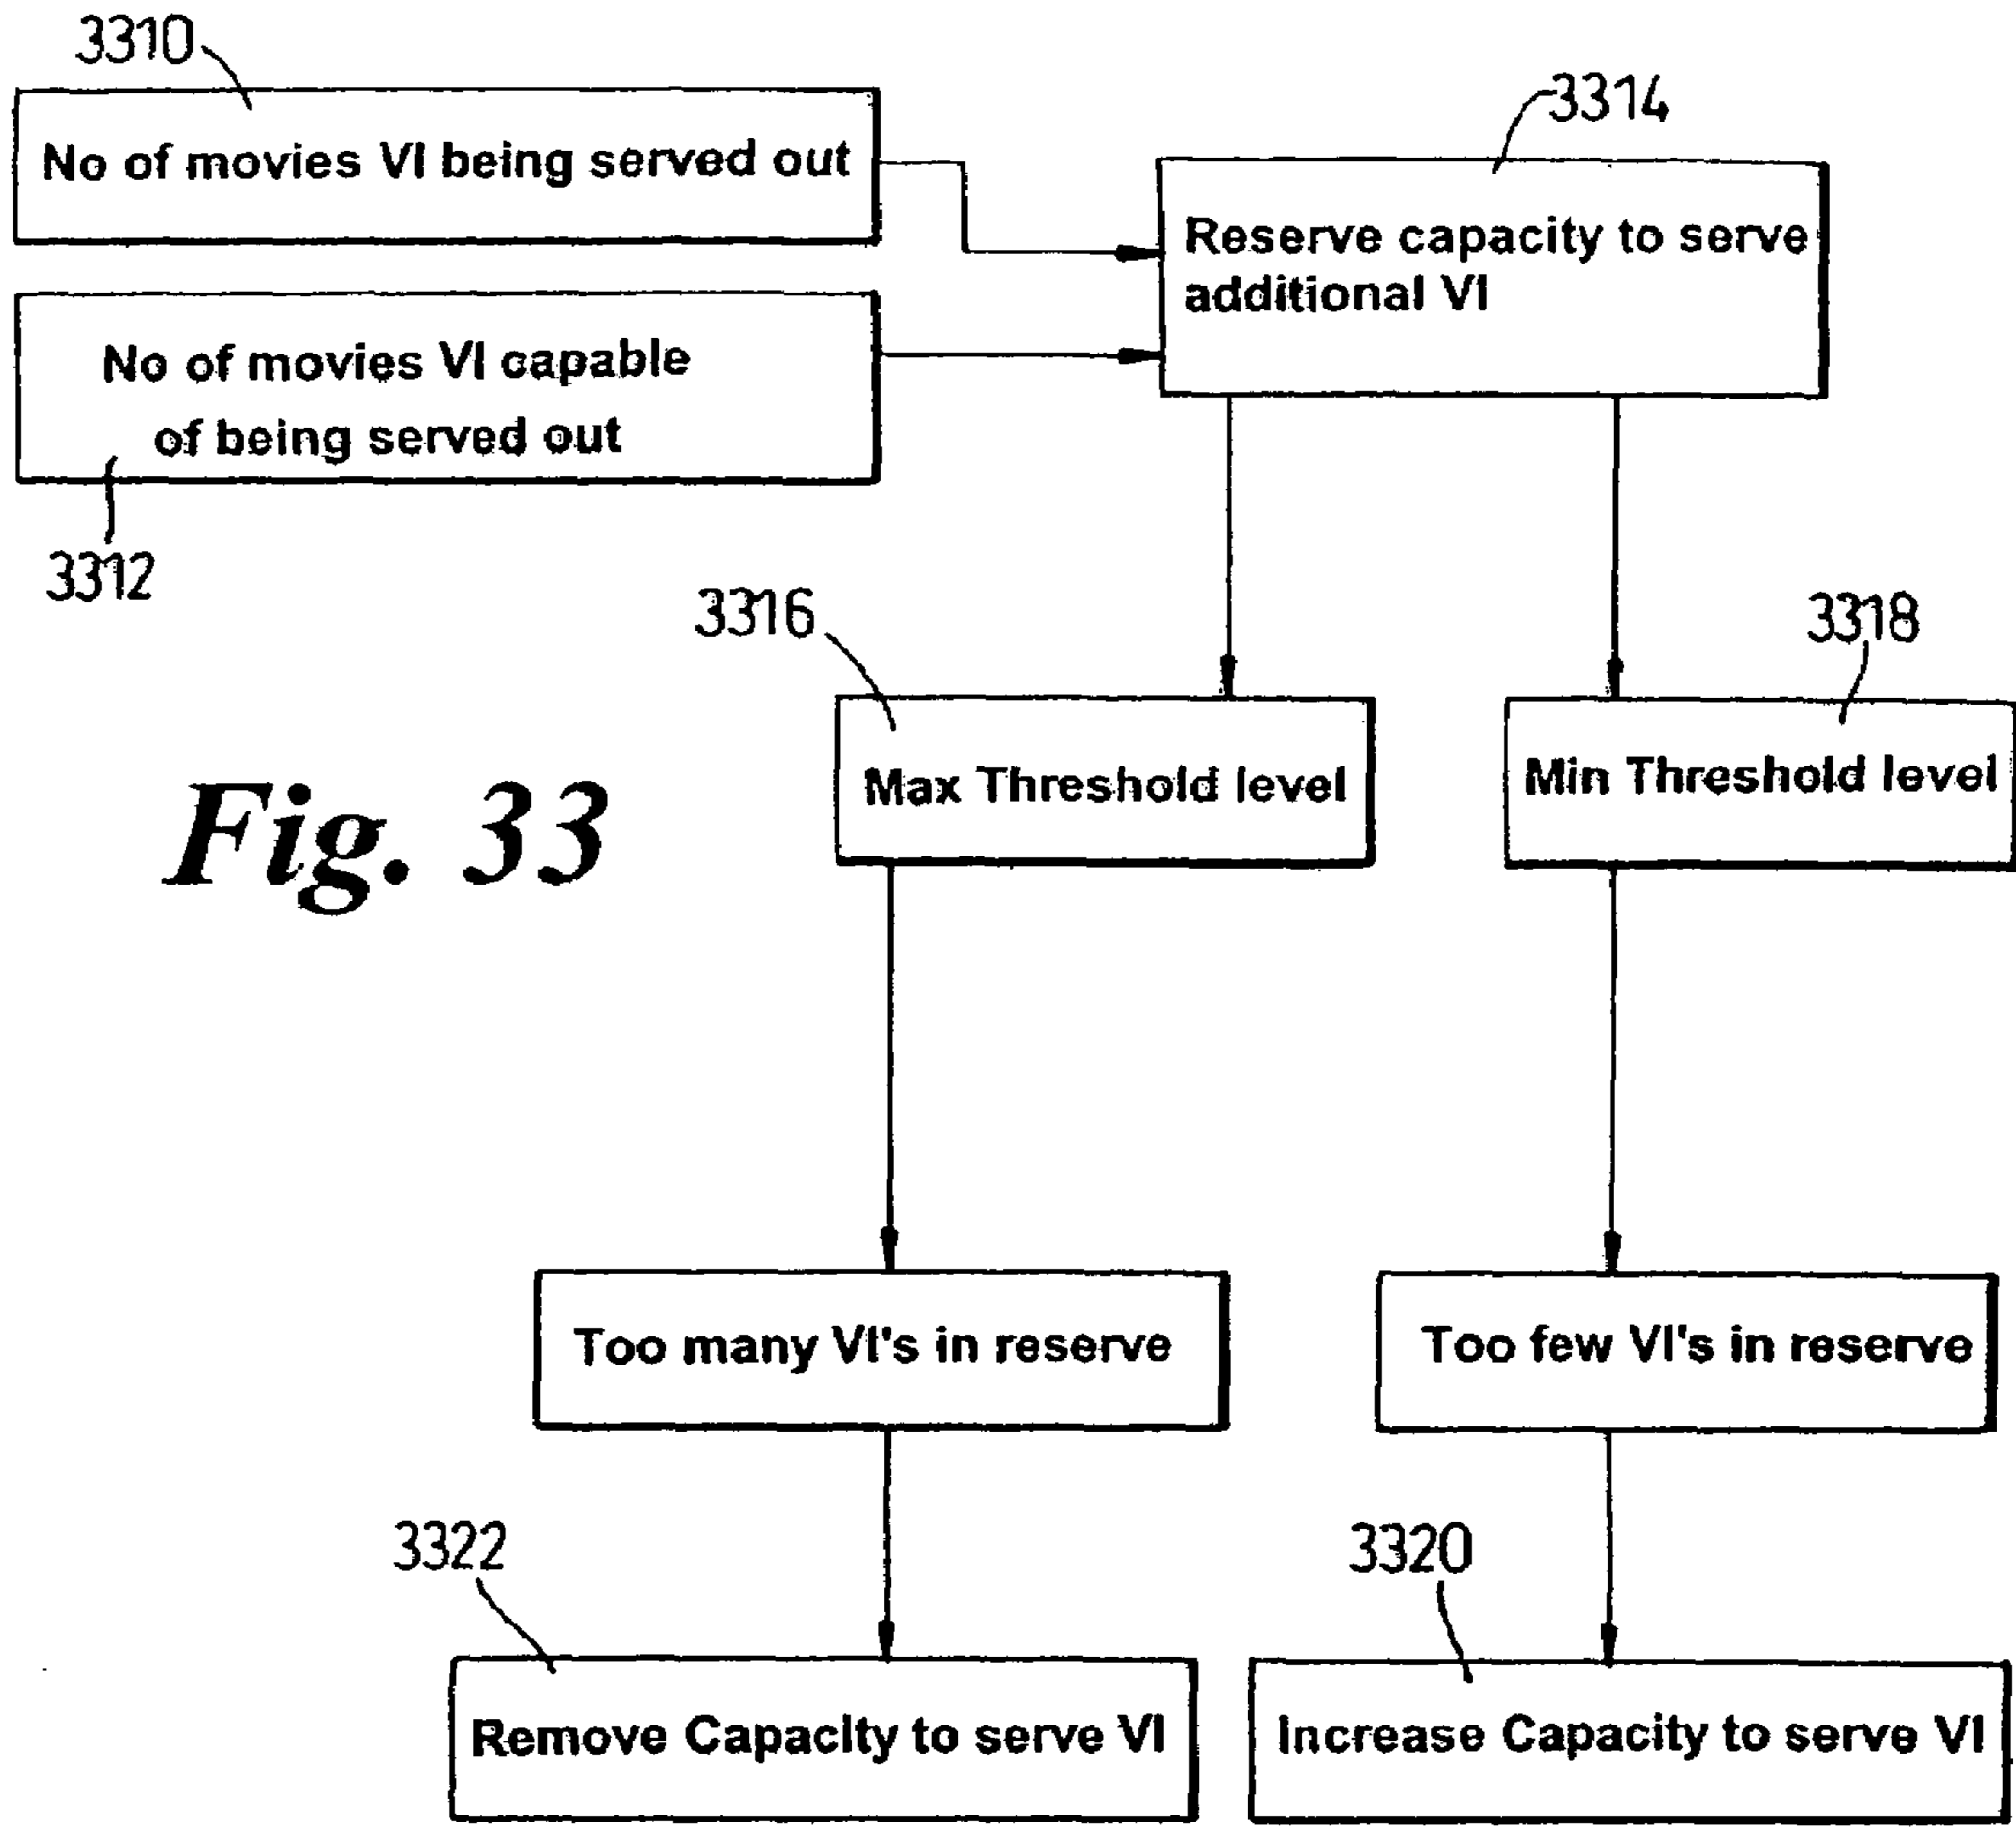 3310
No of movies VI being served out
3314
Reserve capacity to serve
additional VI
No of movies VI capable
of being served out
3312
3316
3318
Max Threshold level
Min Threshold level
Fig. 33
Too many VI's in reserve
Too few VI's in reserve
3322
3320
Remove Capacity to serve VI
Increase Capacity to serve VI